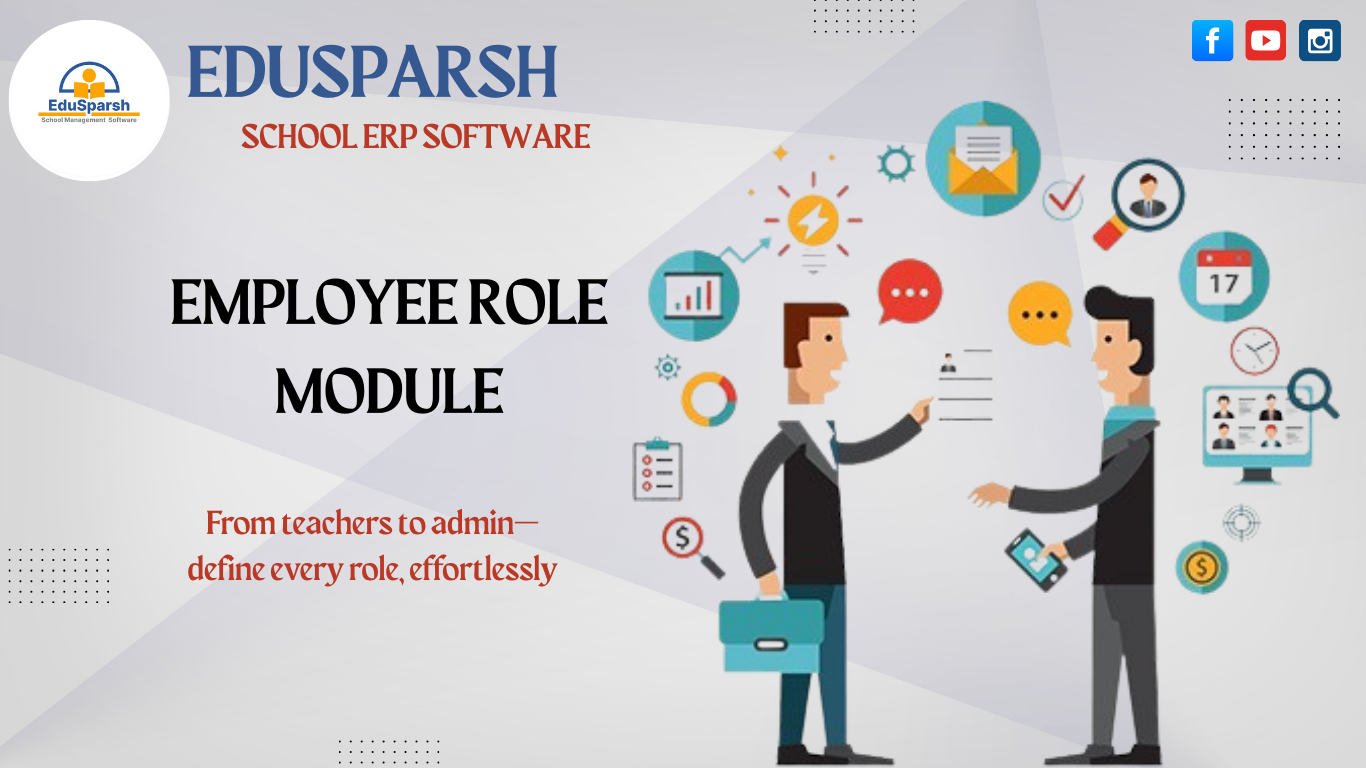 EduSparsh
School Management Software
EDUSPARSH
SCHOOL ERP SOFTWARE
EMPLOYEE ROLE
MODULE
From teachers to admin—
define every role, effortlessly
17
$
$